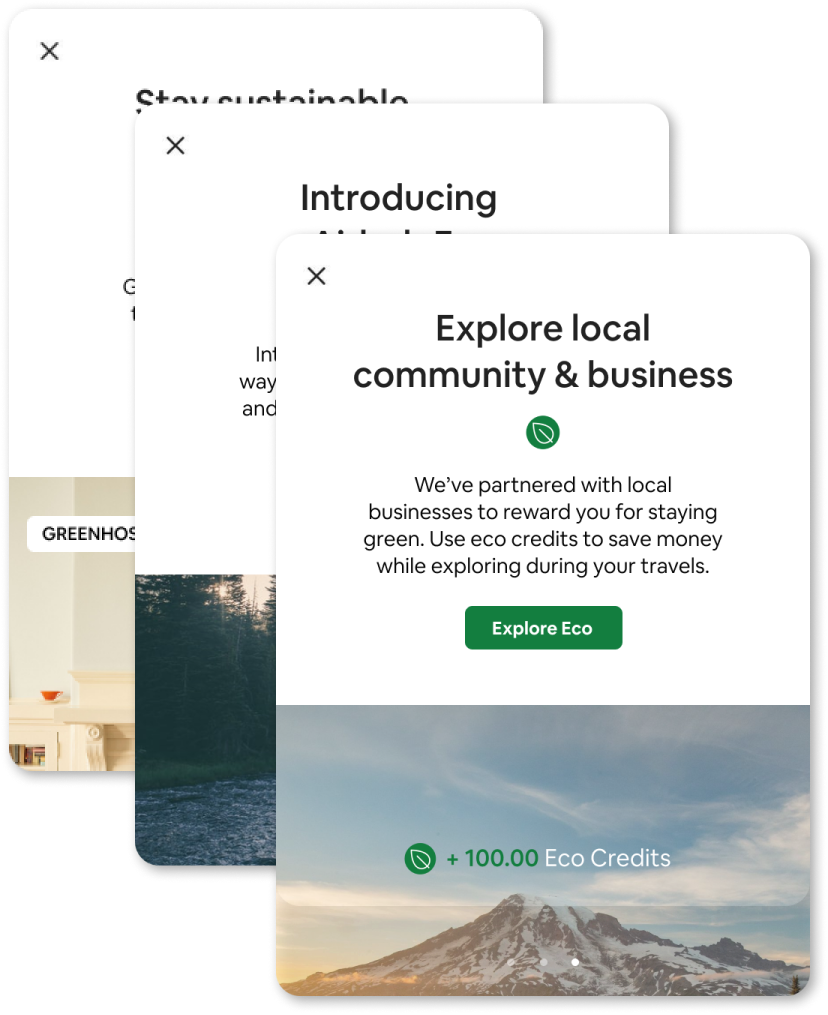 Stay sustainable
Introducing
Int
way
and
GREENHOS
Explore local
community & business
We’ve partnered with local
businesses to reward you for staying
green. Use eco credits to save money
while exploring during your travels.
Explore Eco
+ 100.00 Eco Credits